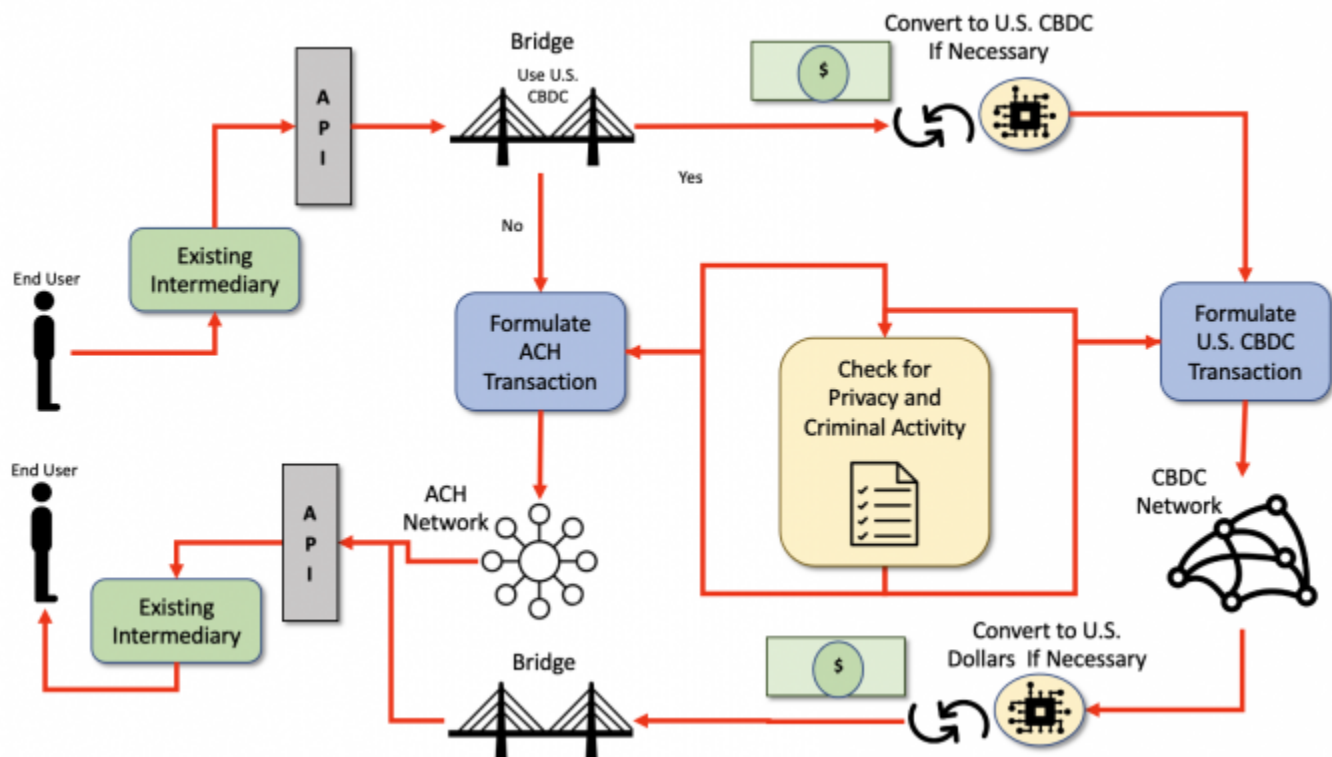 Convert to U.S. CBDC
If Necessary
$
Bridge
Use U.S.
CBDC
A
P
I
Yes
No
Existing
Intermediary
End User
Formulate
ACH
Transaction
Check for
Privacy and
Criminal Activity
Formulate
U.S. CBDC
Transaction
End User
A
P
I
ACH
Network
CBDC
Network
Existing
Intermediary
Bridge
$
Convert to U.S.
Dollars If Necessary